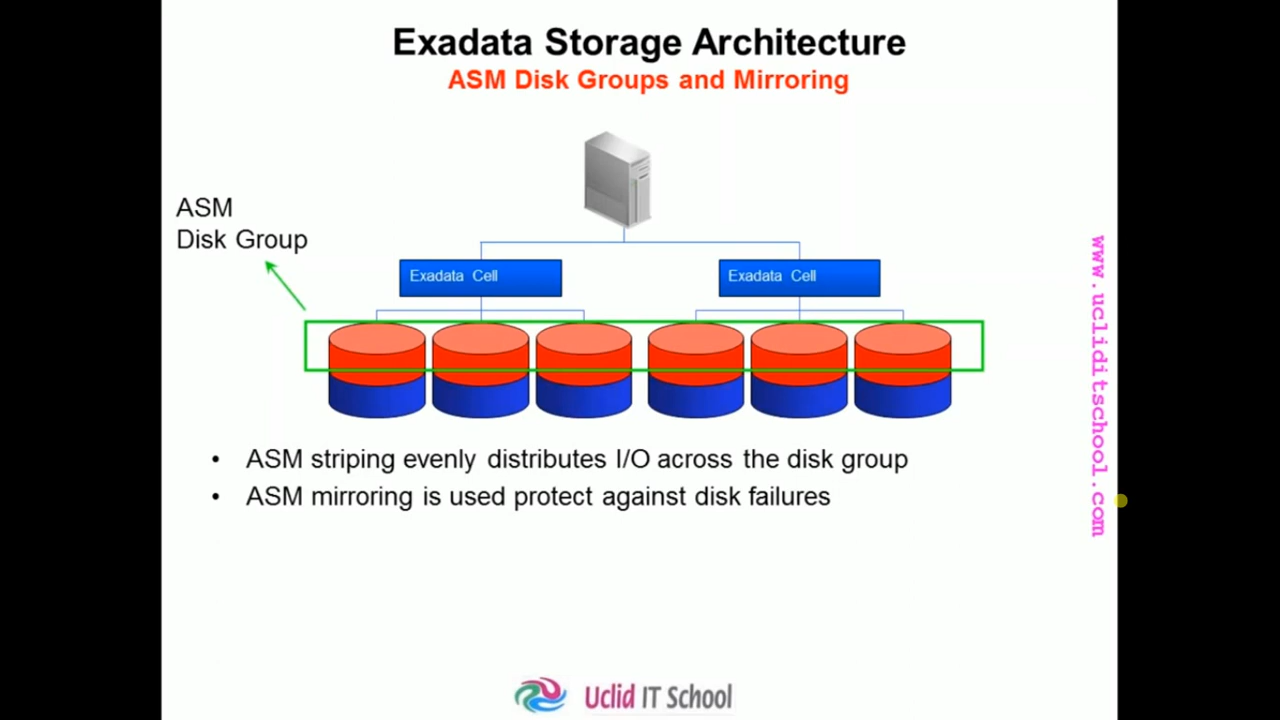 Exadata Storage Architecture
ASM Disk Groups and Mirroring
ASM
Disk Group
Exadata Cell
Exadata Cell
• ASM striping evenly distributes I/O across the disk group
• ASM mirroring is used protect against disk failures
www.ucliditschool.com
Uclid IT School